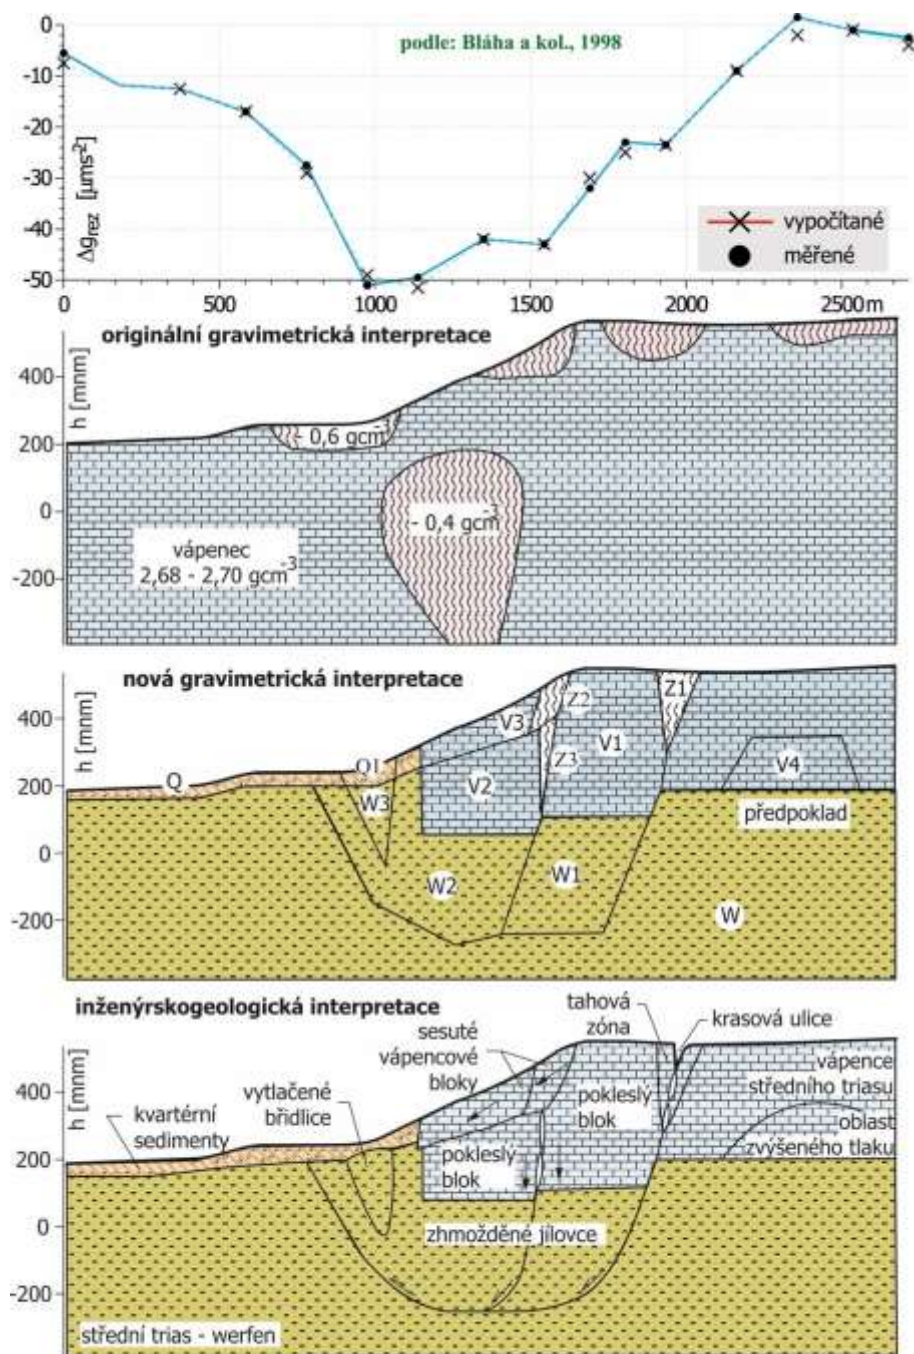 0
podle: Bláha a kol., 1998
-10
-20
-30
-40
-50
Δg_rez [μms⁻²]
vypočítané
měřené
0 500 1000 1500 2000 2500m
originální gravimetrická interpretace
h [mnm]
400
200
0
-200
- 0,6 gcm⁻³
- 0,4 gcm⁻³
vápenec
2,68 - 2,70 gcm⁻³
nová gravimetrická interpretace
h [mnm]
400
200
0
-200
Z1
Z2
V3
V1
Z3
Q1
Q
V4
V2
W3
předpoklad
W1
W2
W
inženýrskogeologická interpretace
h [mnm]
400
200
0
-200
tahová
zóna
krasová ulice
sesuté
vápencové
bloky
vápence
středního triasu
vytlačené
břidlice
pokleslý
blok
kvartérní
sedimenty
oblast
zvýšeného tlaku
pokleslý
blok
zhmožděné jílovce
střední trias - werfen